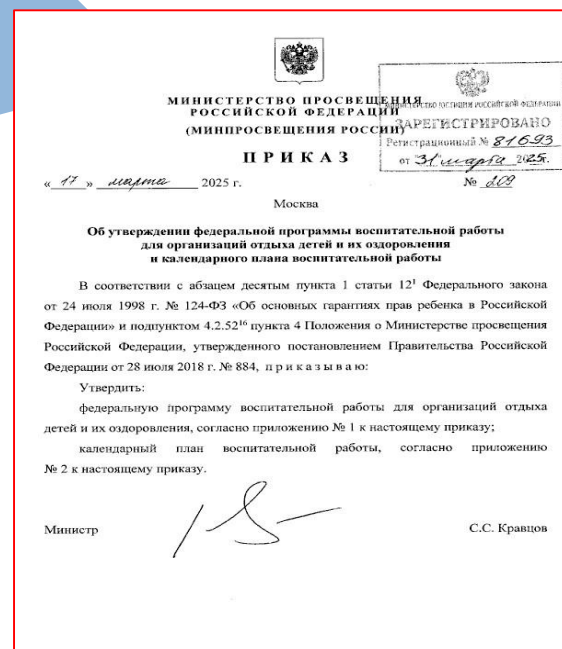 МИНИСТЕРСТВО ПРОСВЕЩЕНИЯ
РОССИЙСКОЙ ФЕДЕРАЦИИ
(МИНПРОСВЕЩЕНИЯ РОССИИ)
МИНИСТЕРСТВО ЮСТИЦИИ РОССИЙСКОЙ ФЕДЕРАЦИИ
ЗАРЕГИСТРИРОВАНО
Регистрационный № 81693
от "31" марта 2025г.
ПРИКАЗ
« 17 » марта 2025 г.
№ 209
Москва
Об утверждении федеральной программы воспитательной работы
для организаций отдыха детей и их оздоровления
и календарного плана воспитательной работы
В соответствии с абзацем десятым пункта 1 статьи 12¹ Федерального закона
от 24 июля 1998 г. № 124-ФЗ «Об основных гарантиях прав ребенка в Российской
Федерации» и подпунктом 4.2.52¹⁶ пункта 4 Положения о Министерстве просвещения
Российской Федерации, утвержденного постановлением Правительства Российской
Федерации от 28 июля 2018 г. № 884, п р и к а з ы в а ю:
Утвердить:
федеральную программу воспитательной работы для организаций отдыха
детей и их оздоровления, согласно приложению № 1 к настоящему приказу;
календарный план воспитательной работы, согласно приложению
№ 2 к настоящему приказу.
Министр
С.С. Кравцов